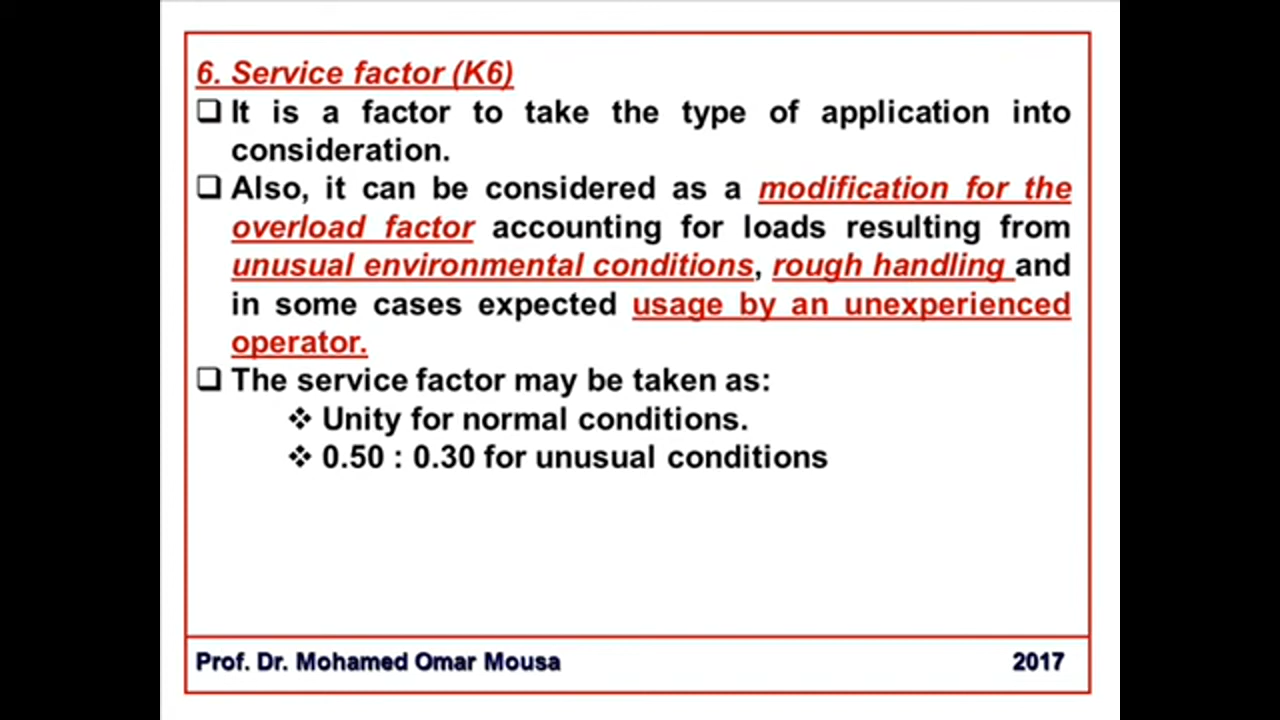 6. Service factor (K6)
❑ It is a factor to take the type of application into
consideration.
❑ Also, it can be considered as a modification for the
overload factor accounting for loads resulting from
unusual environmental conditions, rough handling and
in some cases expected usage by an unexperienced
operator.
❑ The service factor may be taken as:
❖ Unity for normal conditions.
❖ 0.50 : 0.30 for unusual conditions
Prof. Dr. Mohamed Omar Mousa 2017